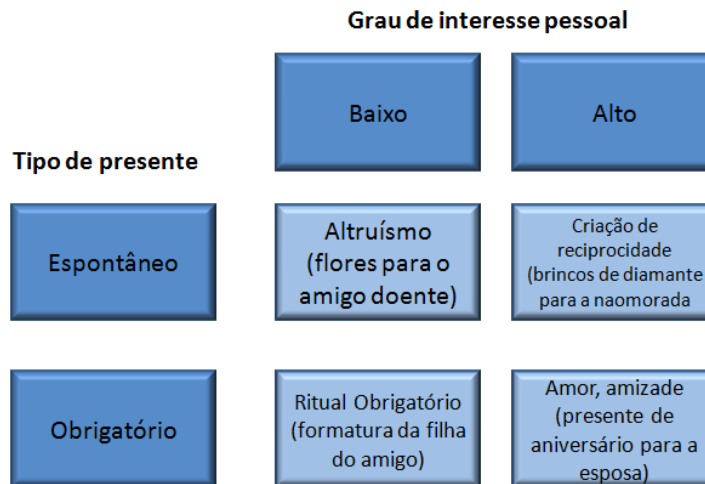 Grau de interesse pessoal
Baixo
Alto
Tipo de presente
Espontâneo
Altruísmo
(flores para o
amigo doente)
Criação de
reciprocidade
(brincos de diamante
para a naomorada
Obrigatório
Ritual Obrigatório
(formatura da filha
do amigo)
Amor, amizade
(presente de
aniversário para a
esposa)